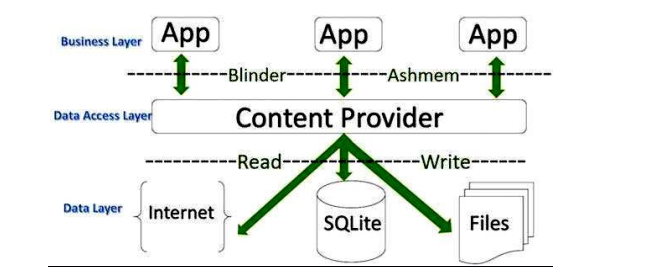 Business Layer App App App
Blinder Ashmem
Data Access Layer Content Provider
Read Write
Data Layer Internet SQLite Files